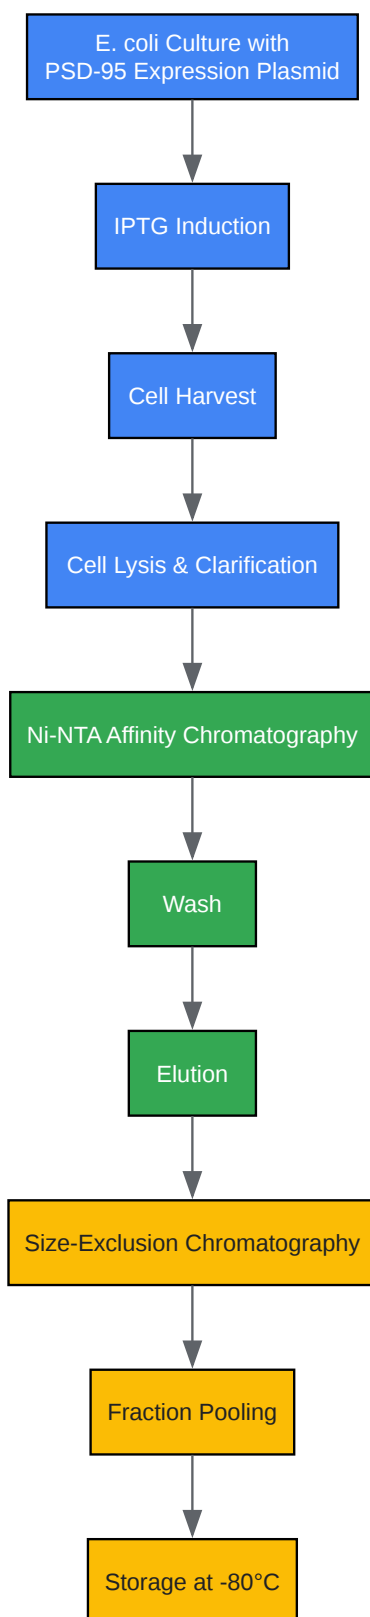 E. coli Culture with
PSD-95 Expression Plasmid
IPTG Induction
Cell Harvest
Cell Lysis & Clarification
Ni-NTA Affinity Chromatography
Wash
Elution
Size-Exclusion Chromatography
Fraction Pooling
Storage at -80°C